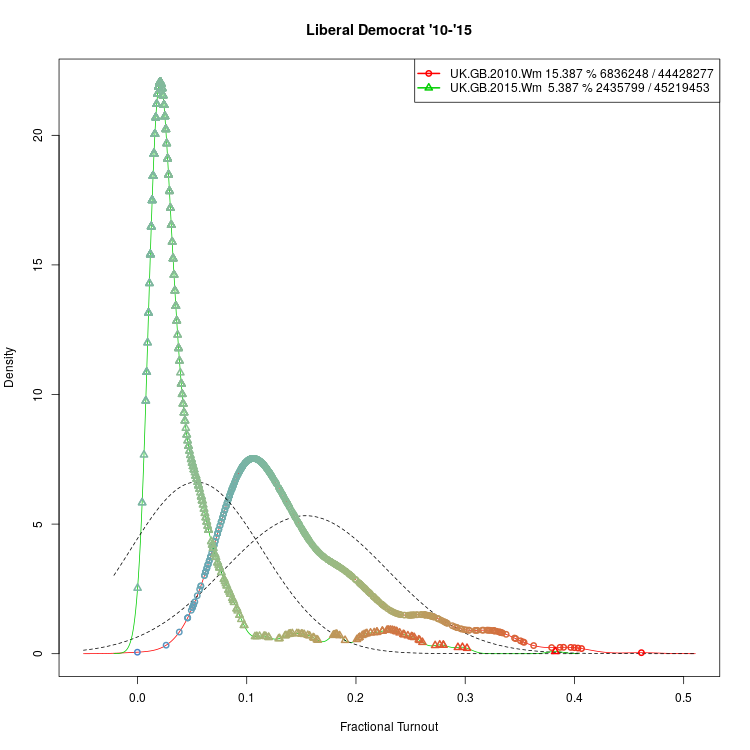 Liberal Democrat '10-'15
UK.GB.2010.Wm 15.387 % 6836248 / 44428277
UK.GB.2015.Wm 5.387 % 2435799 / 45219453
Density
20
15
10
5
0
0.0 0.1 0.2 0.3 0.4 0.5
Fractional Turnout